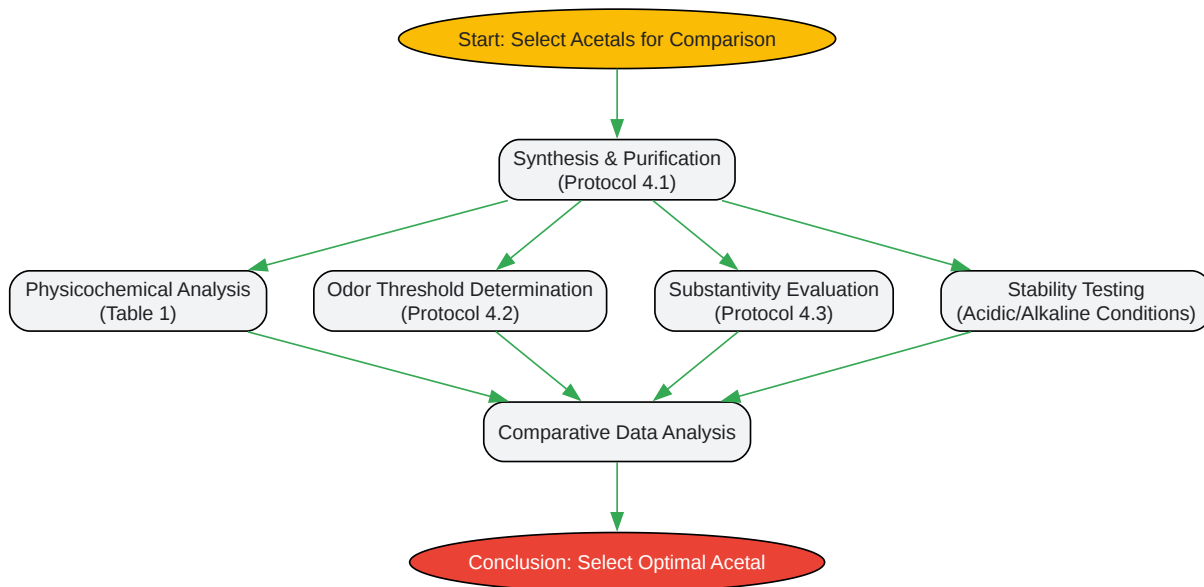 Start: Select Acetals for Comparison
Synthesis & Purification
(Protocol 4.1)
Physicochemical Analysis
(Table 1)
Odor Threshold Determination
(Protocol 4.2)
Substantivity Evaluation
(Protocol 4.3)
Stability Testing
(Acidic/Alkaline Conditions)
Comparative Data Analysis
Conclusion: Select Optimal Acetal